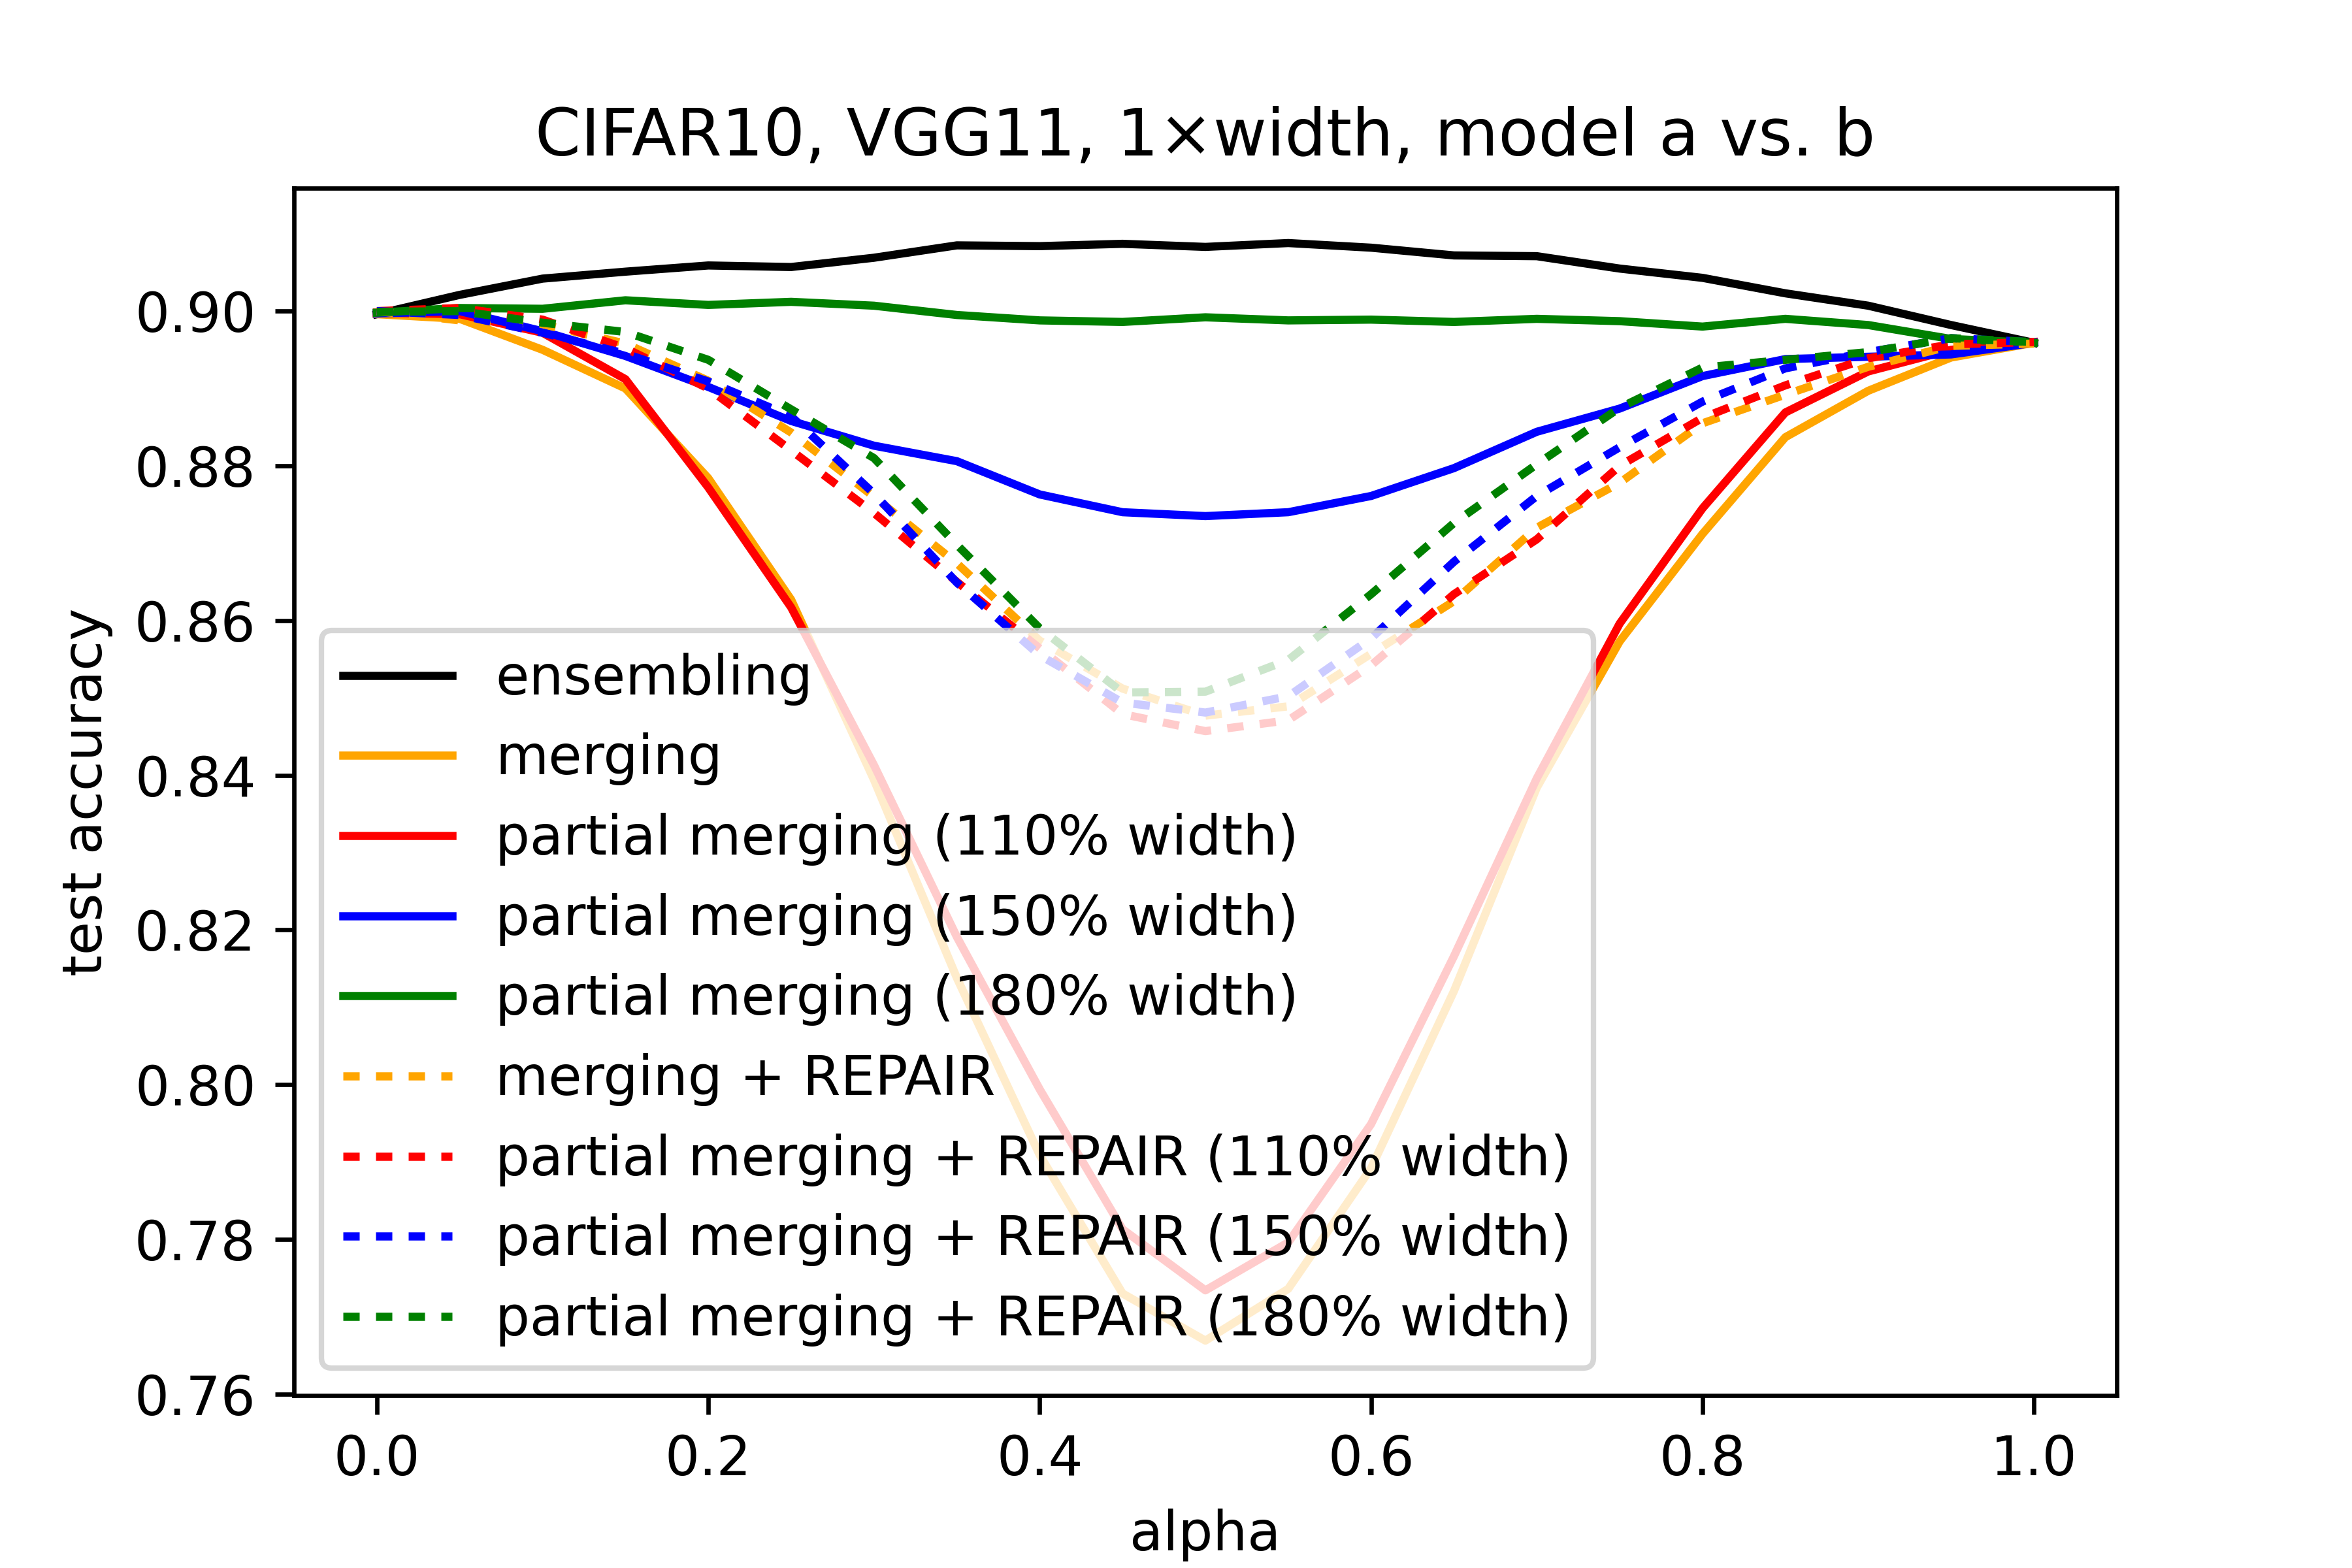 CIFAR10, VGG11, 1×width, model a vs. b
test accuracy
0.90
0.88
0.86
0.84
0.82
0.80
0.78
0.76
ensembling
merging
partial merging (110% width)
partial merging (150% width)
partial merging (180% width)
merging + REPAIR
partial merging + REPAIR (110% width)
partial merging + REPAIR (150% width)
partial merging + REPAIR (180% width)
0.0 0.2 0.4 0.6 0.8 1.0
alpha